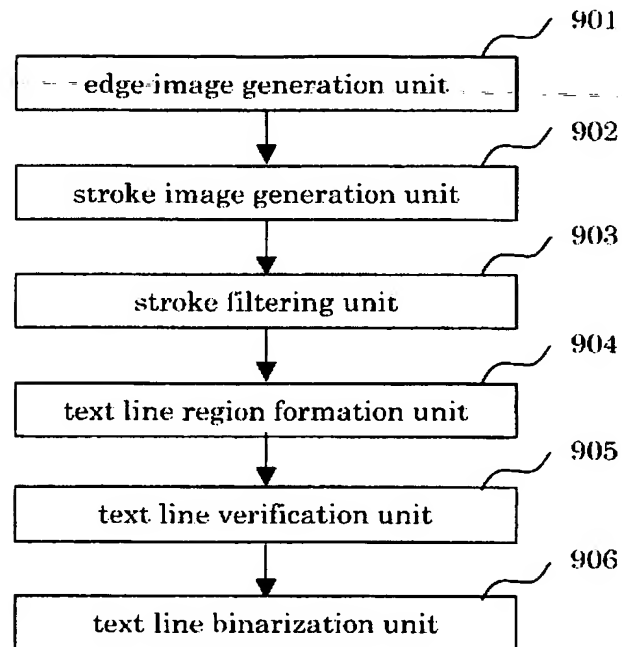 901
edge image generation unit
902
stroke image generation unit
903
stroke filtering unit
904
text line region formation unit
905
text line verification unit
906
text line binarization unit